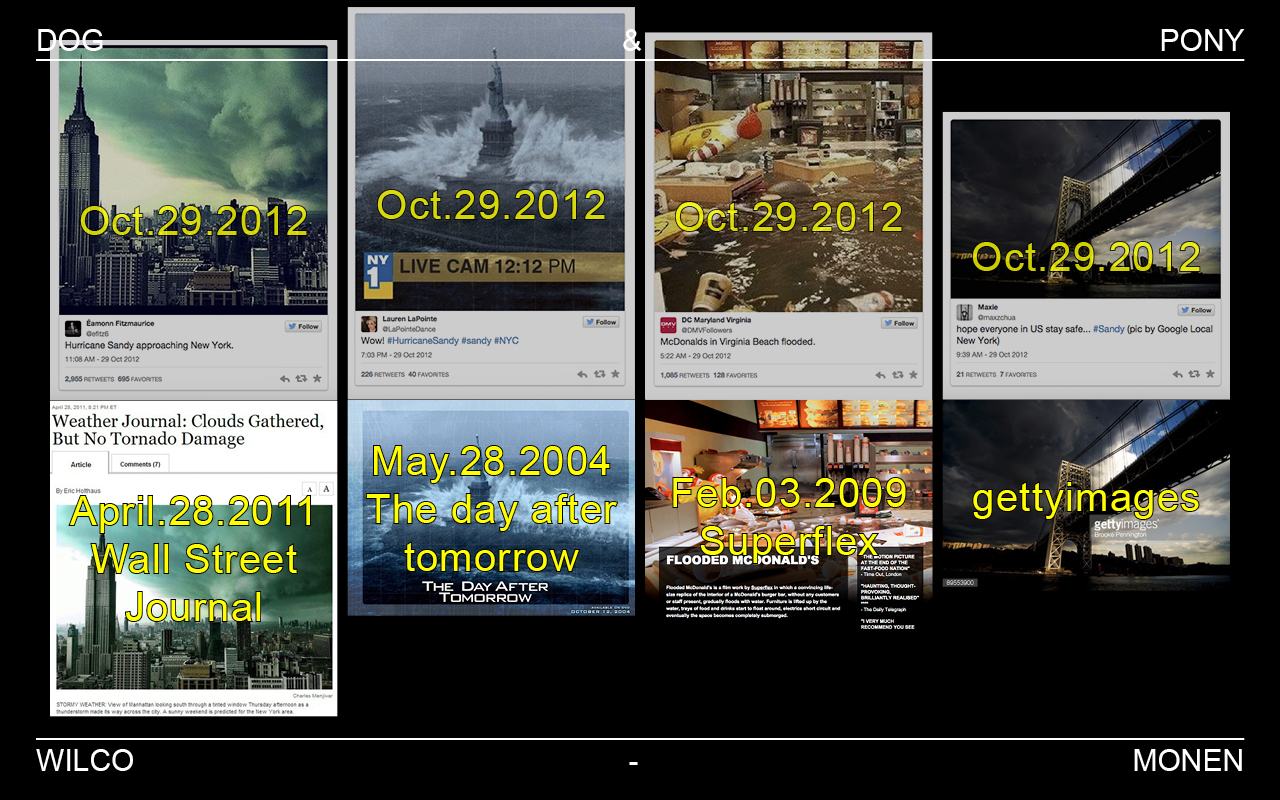 DOG & PONY
Oct.29.2012
Éamonn Fitzmaurice
@efitz6
Follow
Hurricane Sandy approaching New York.
11:08 AM - 29 Oct 2012
2,955 RETWEETS 695 FAVORITES
Oct.29.2012
NY
1
LIVE CAM 12:12 PM
Lauren LaPointe
@LaPointeDance
Follow
Wow! #HurricaneSandy #sandy #NYC
7:03 PM - 29 Oct 2012
226 RETWEETS 40 FAVORITES
Oct.29.2012
DMV
DC Maryland Virginia
@DMVFollowers
Follow
McDonalds in Virginia Beach flooded.
5:22 AM - 29 Oct 2012
1,085 RETWEETS 128 FAVORITES
Oct.29.2012
Maxie
@maxzchua
Follow
hope everyone in US stay safe... #Sandy (pic by Google Local
New York)
9:39 AM - 29 Oct 2012
21 RETWEETS 7 FAVORITES
April 28, 2011, 8:21 PM ET
Weather Journal: Clouds Gathered,
But No Tornado Damage
Article
Comments (7)
By Eric Holthaus
A A
April.28.2011
Wall Street
Journal
Charles Menjivar
STORMY WEATHER: View of Manhattan looking south through a tinted window Thursday afternoon as a
thunderstorm made its way across the city. A sunny weekend is predicted for the New York area.
May.28.2004
The day after
tomorrow
THE DAY AFTER
TOMORROW
AVAILABLE ON DVD
OCTOBER 12, 2004
Feb.03.2009
Superflex
FLOODED McDONALD'S
Flooded McDonald's is a film work by Superflex in which a convincing life-
size replica of the interior of a McDonald's burger bar, without any customers
or staff present, gradually floods with water. Furniture is lifted up by the
water, trays of food and drinks start to float around, electrics short circuit and
eventually the space becomes completely submerged.
THE MOTION PICTURE
AT THE END OF THE
FAST-FOOD NATION"
- Time Out, London
"HAUNTING, THOUGHT-
PROVOKING,
BRILLIANTLY REALISED"
****
- The Daily Telegraph
"I VERY MUCH
RECOMMEND YOU SEE
gettyimages
gettyimages®
Brooke Pennington
89553900
WILCO - MONEN